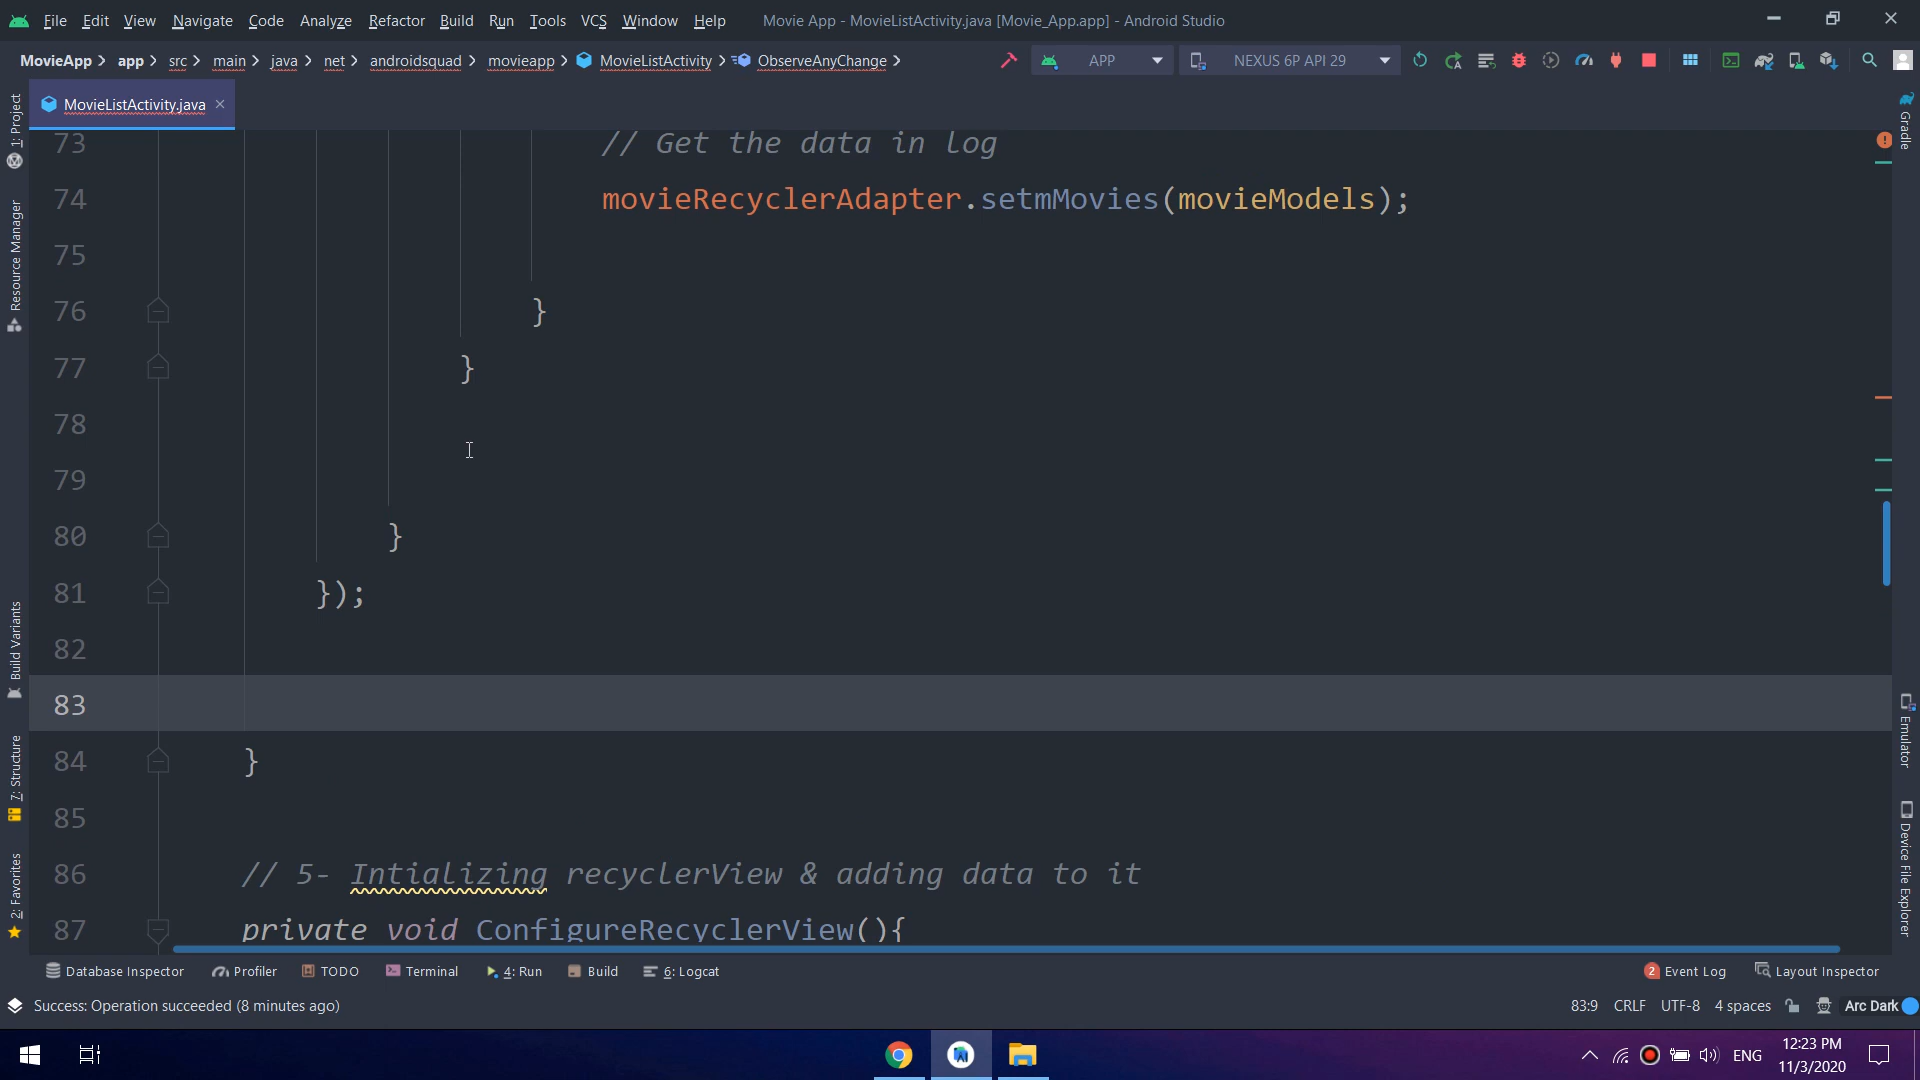 File Edit View Navigate Code Analyze Refactor Build Run Tools VCS Window Help Movie App - MovieListActivity.java [Movie_App.app] - Android Studio
MovieApp app src main java net androidsquad movieapp MovieListActivity ObserveAnyChange APP NEXUS 6P API 29
MovieListActivity.java
1: Project
Resource Manager
Build Variants
7: Structure
2: Favorites
73 // Get the data in log
74 movieRecyclerAdapter.setmMovies(movieModels);
75
76 }
77 }
78
79
80 }
81 });
82
83
84 }
85
86 // 5- Intializing recyclerView & adding data to it
87 private void ConfigureRecyclerView(){
Gradle
Emulator
Device File Explorer
Database Inspector Profiler TODO Terminal 4: Run Build 6: Logcat 2 Event Log Layout Inspector
Success: Operation succeeded (8 minutes ago) 83:9 CRLF UTF-8 4 spaces Arc Dark
ENG 12:23 PM
11/3/2020